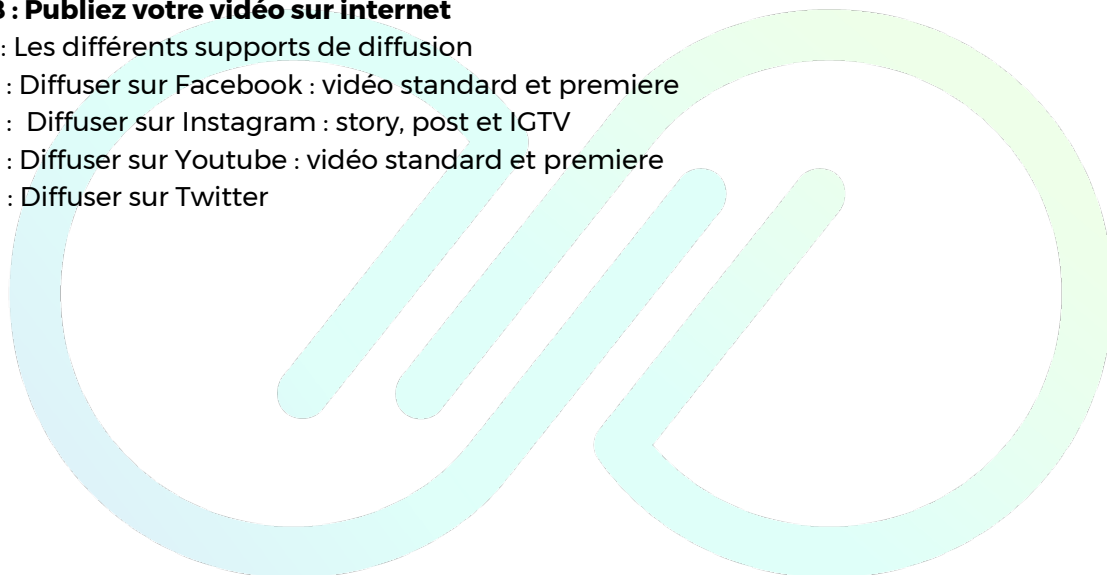 : Publiez votre vidéo sur internet
: Les différents supports de diffusion
: Diffuser sur Facebook : vidéo standard et premiere
: Diffuser sur Instagram : story, post et IGTV
: Diffuser sur Youtube : vidéo standard et premiere
: Diffuser sur Twitter